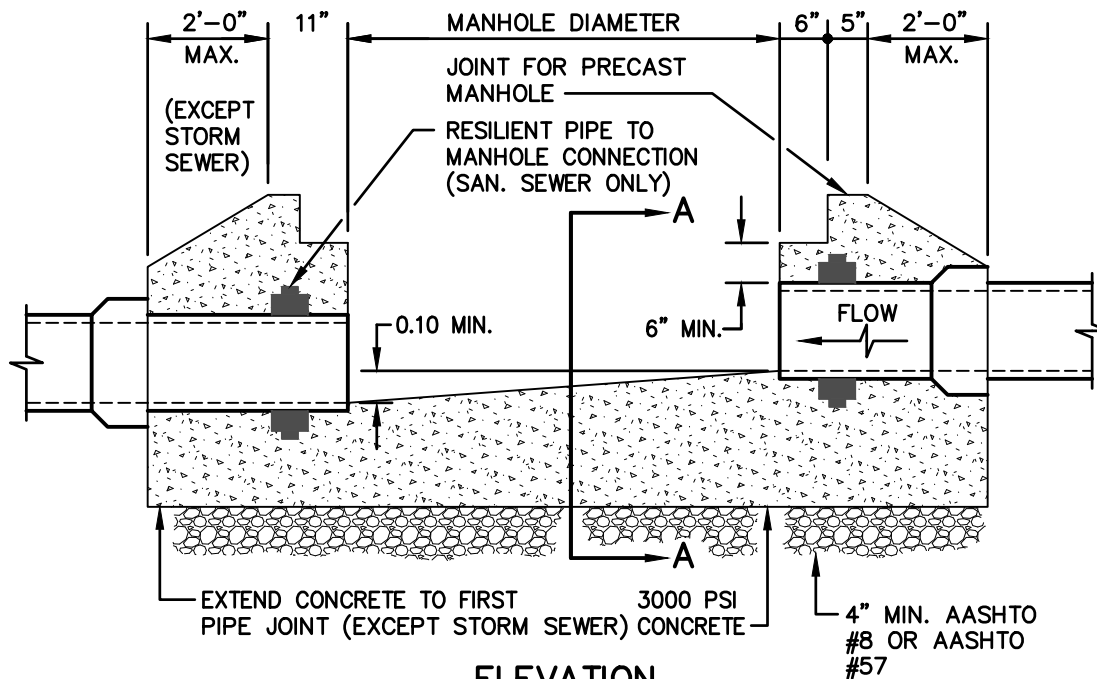 2'-0" 11" MANHOLE DIAMETER 6" 5" 2'-0"
MAX. MAX.
JOINT FOR PRECAST
MANHOLE
(EXCEPT
STORM
SEWER)
RESILIENT PIPE TO
MANHOLE CONNECTION
(SAN. SEWER ONLY)
A
0.10 MIN.
6" MIN.
FLOW
A
EXTEND CONCRETE TO FIRST
PIPE JOINT (EXCEPT STORM SEWER)
3000 PSI
CONCRETE
4" MIN. AASHTO
#8 OR AASHTO
#57
ELEVATION